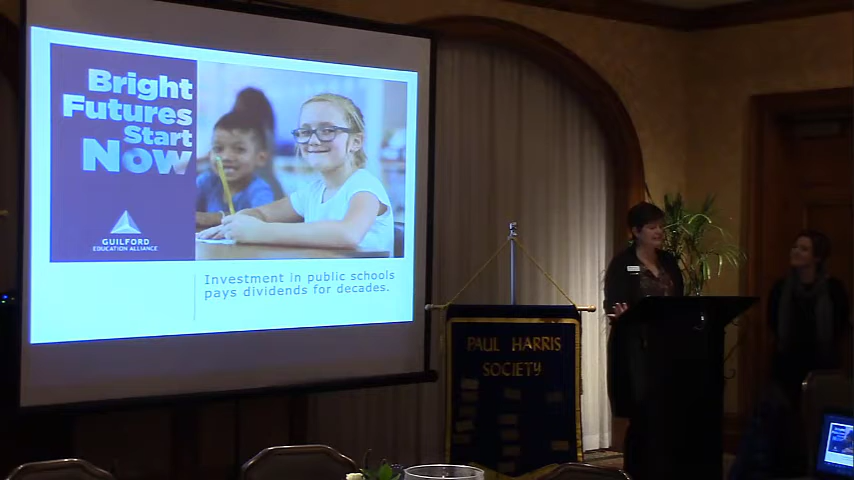 Bright
Futures
Start
Now
GUILFORD
EDUCATION ALLIANCE
Investment in public schools
pays dividends for decades.
PAUL HARRIS
SOCIETY